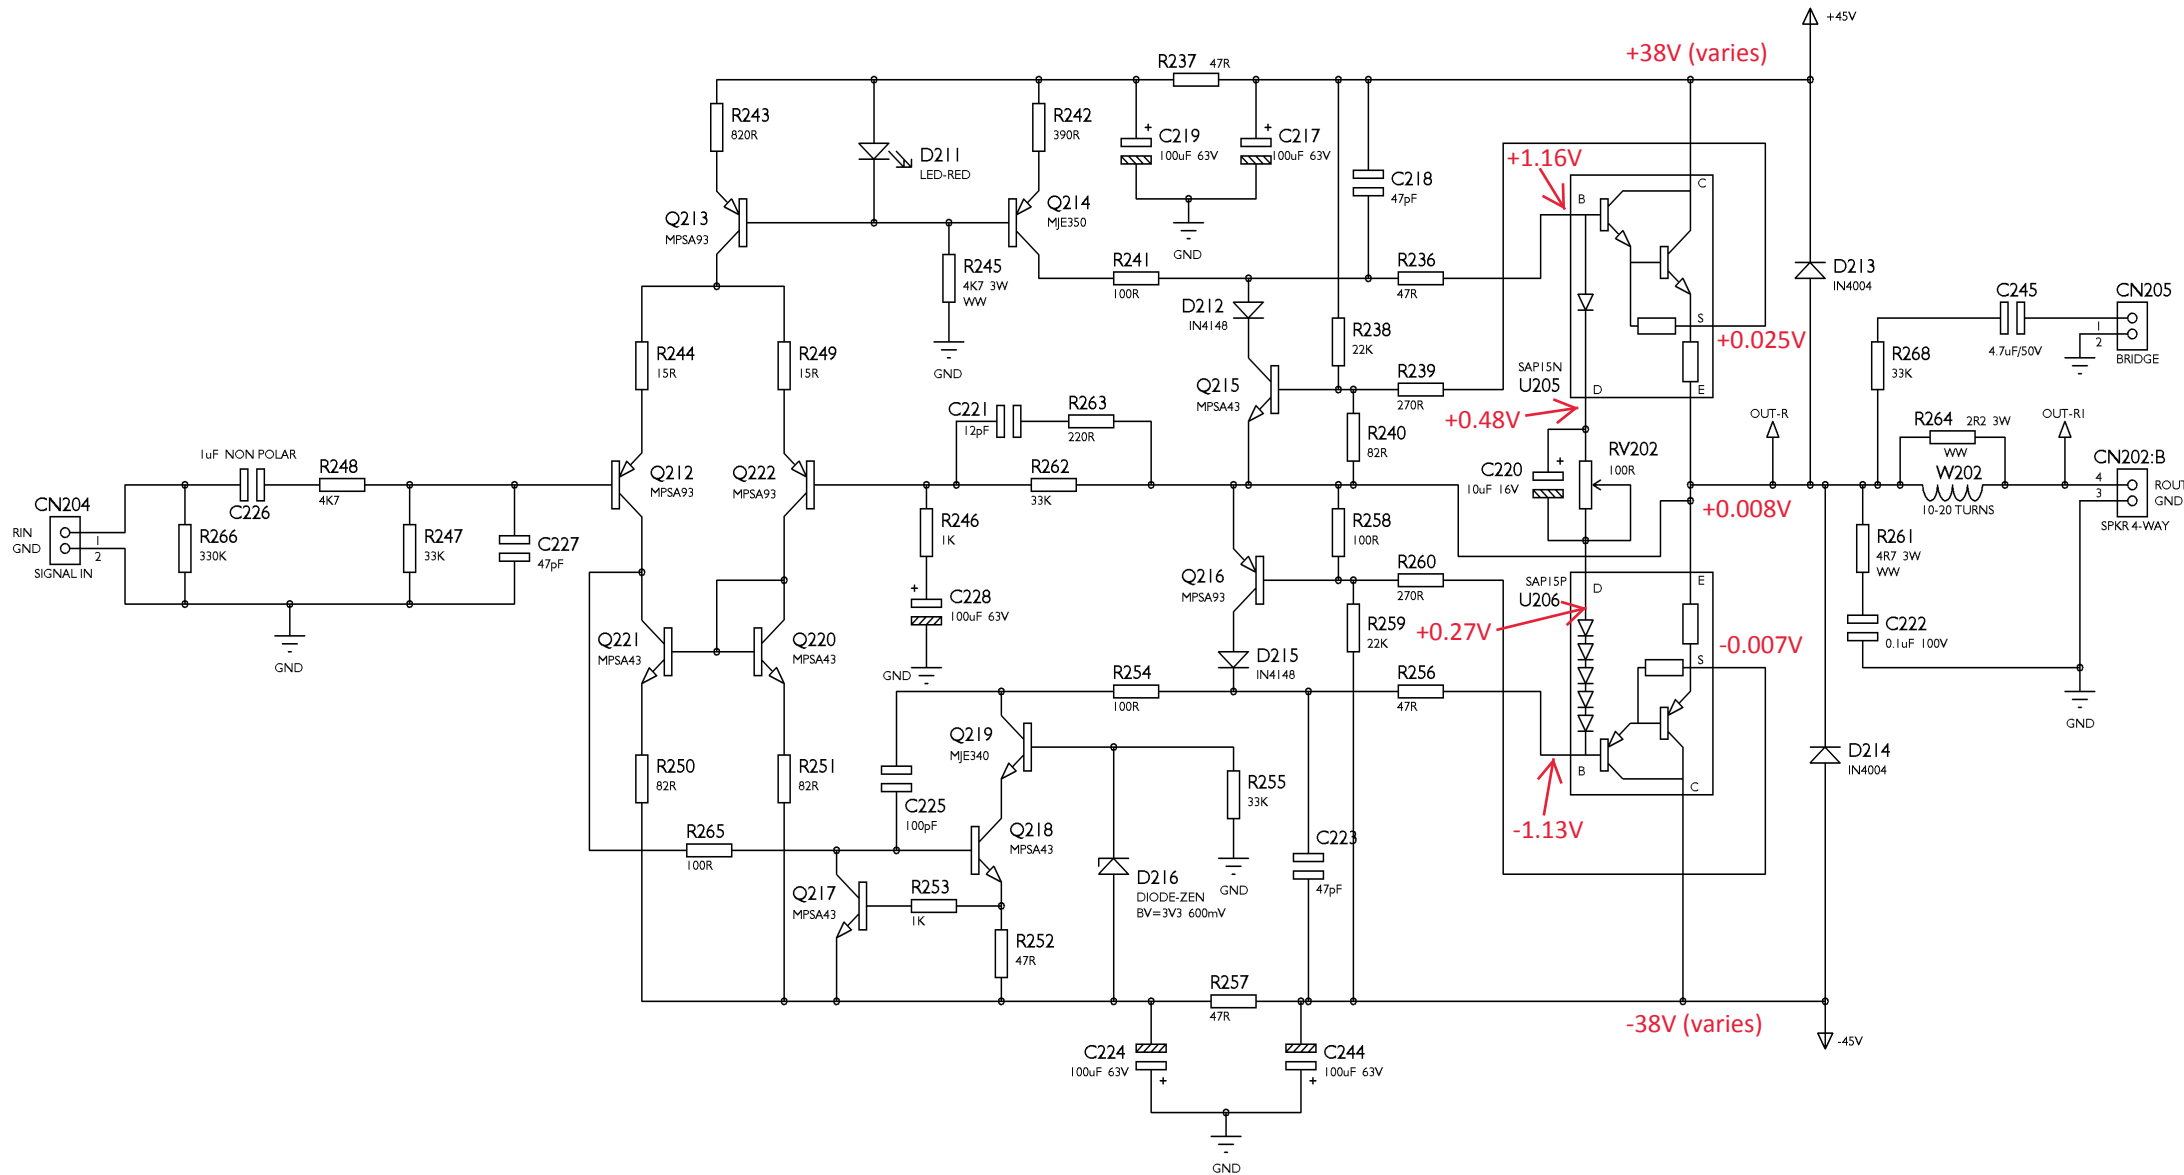 +45V
+38V (varies)
R237 47R
R243
820R
D211
LED-RED
R242
390R
C219
100uF 63V
C217
100uF 63V
+1.16V
C218
47pF
B
C
Q213
MPSA93
Q214
MJE350
GND
R245
4K7 3W
WW
GND
R241
100R
R236
47R
D213
IN4004
D212
IN4148
C245
4.7uF/50V
CN205
1
2
BRIDGE
R238
22K
S
+0.025V
R244
15R
R249
15R
SAP15N
U205
D
E
R268
33K
Q215
MPSA43
R239
270R
C221
12pF
R263
220R
+0.48V
OUT-R
R264 2R2 3W
WW
OUT-R1
R240
82R
1uF NON POLAR
C226
R248
4K7
Q212
MPSA93
Q222
MPSA93
R262
33K
C220
10uF 16V
RV202
100R
W202
10-20 TURNS
CN202:B
4
3
ROUT
GND
SPKR 4-WAY
CN204
RIN
GND
1
2
SIGNAL IN
R266
330K
R247
33K
C227
47pF
R246
1K
+0.008V
R258
100R
R261
4R7 3W
WW
Q216
MPSA93
R260
270R
SAP15P
U206
D
E
C228
100uF 63V
GND
+0.27V
R259
22K
C222
0.1uF 100V
GND
Q221
MPSA43
Q220
MPSA43
-0.007V
S
D215
IN4148
GND
R254
100R
R256
47R
Q219
MJE340
R250
82R
R251
82R
C225
100pF
R255
33K
GND
B
C
D214
IN4004
-1.13V
R265
100R
Q218
MPSA43
C223
47pF
D216
DIODE-ZEN
BV=3V3 600mV
Q217
MPSA43
R253
1K
R252
47R
R257
47R
-38V (varies)
-45V
C224
100uF 63V
C244
100uF 63V
GND